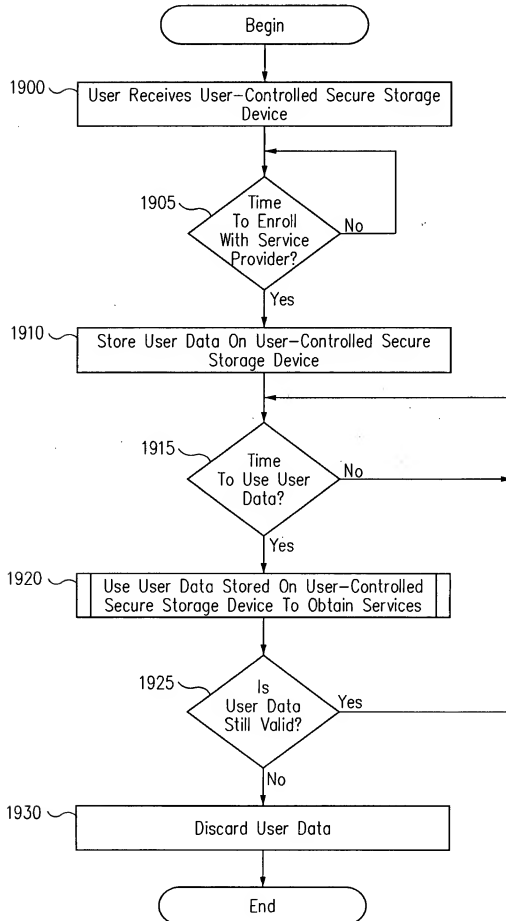 Begin
1900
User Receives User-Controlled Secure Storage
Device
1905
Time
To Enroll
With Service
Provider?
No
Yes
1910
Store User Data On User-Controlled Secure
Storage Device
1915
Time
To Use User
Data?
No
Yes
1920
Use User Data Stored On User-Controlled
Secure Storage Device To Obtain Services
1925
Is
User Data
Still Valid?
Yes
No
1930
Discard User Data
End